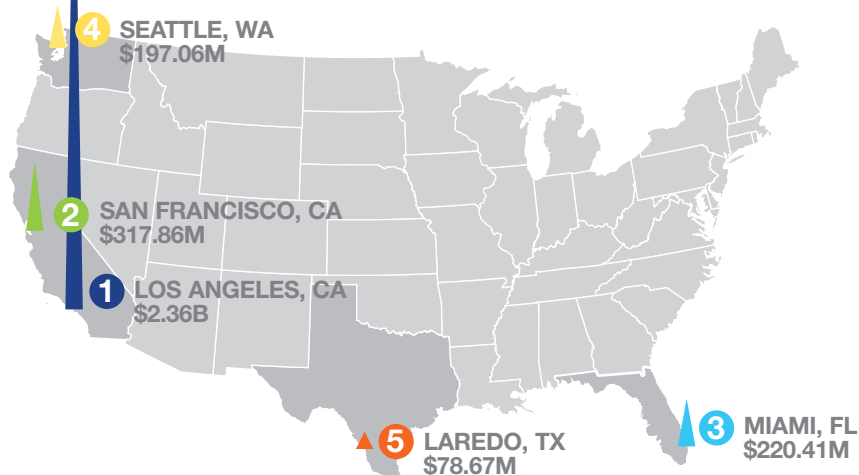 4 SEATTLE, WA
$197.06M
2 SAN FRANCISCO, CA
$317.86M
1 LOS ANGELES, CA
$2.36B
3 MIAMI, FL
$220.41M
5 LAREDO, TX
$78.67M